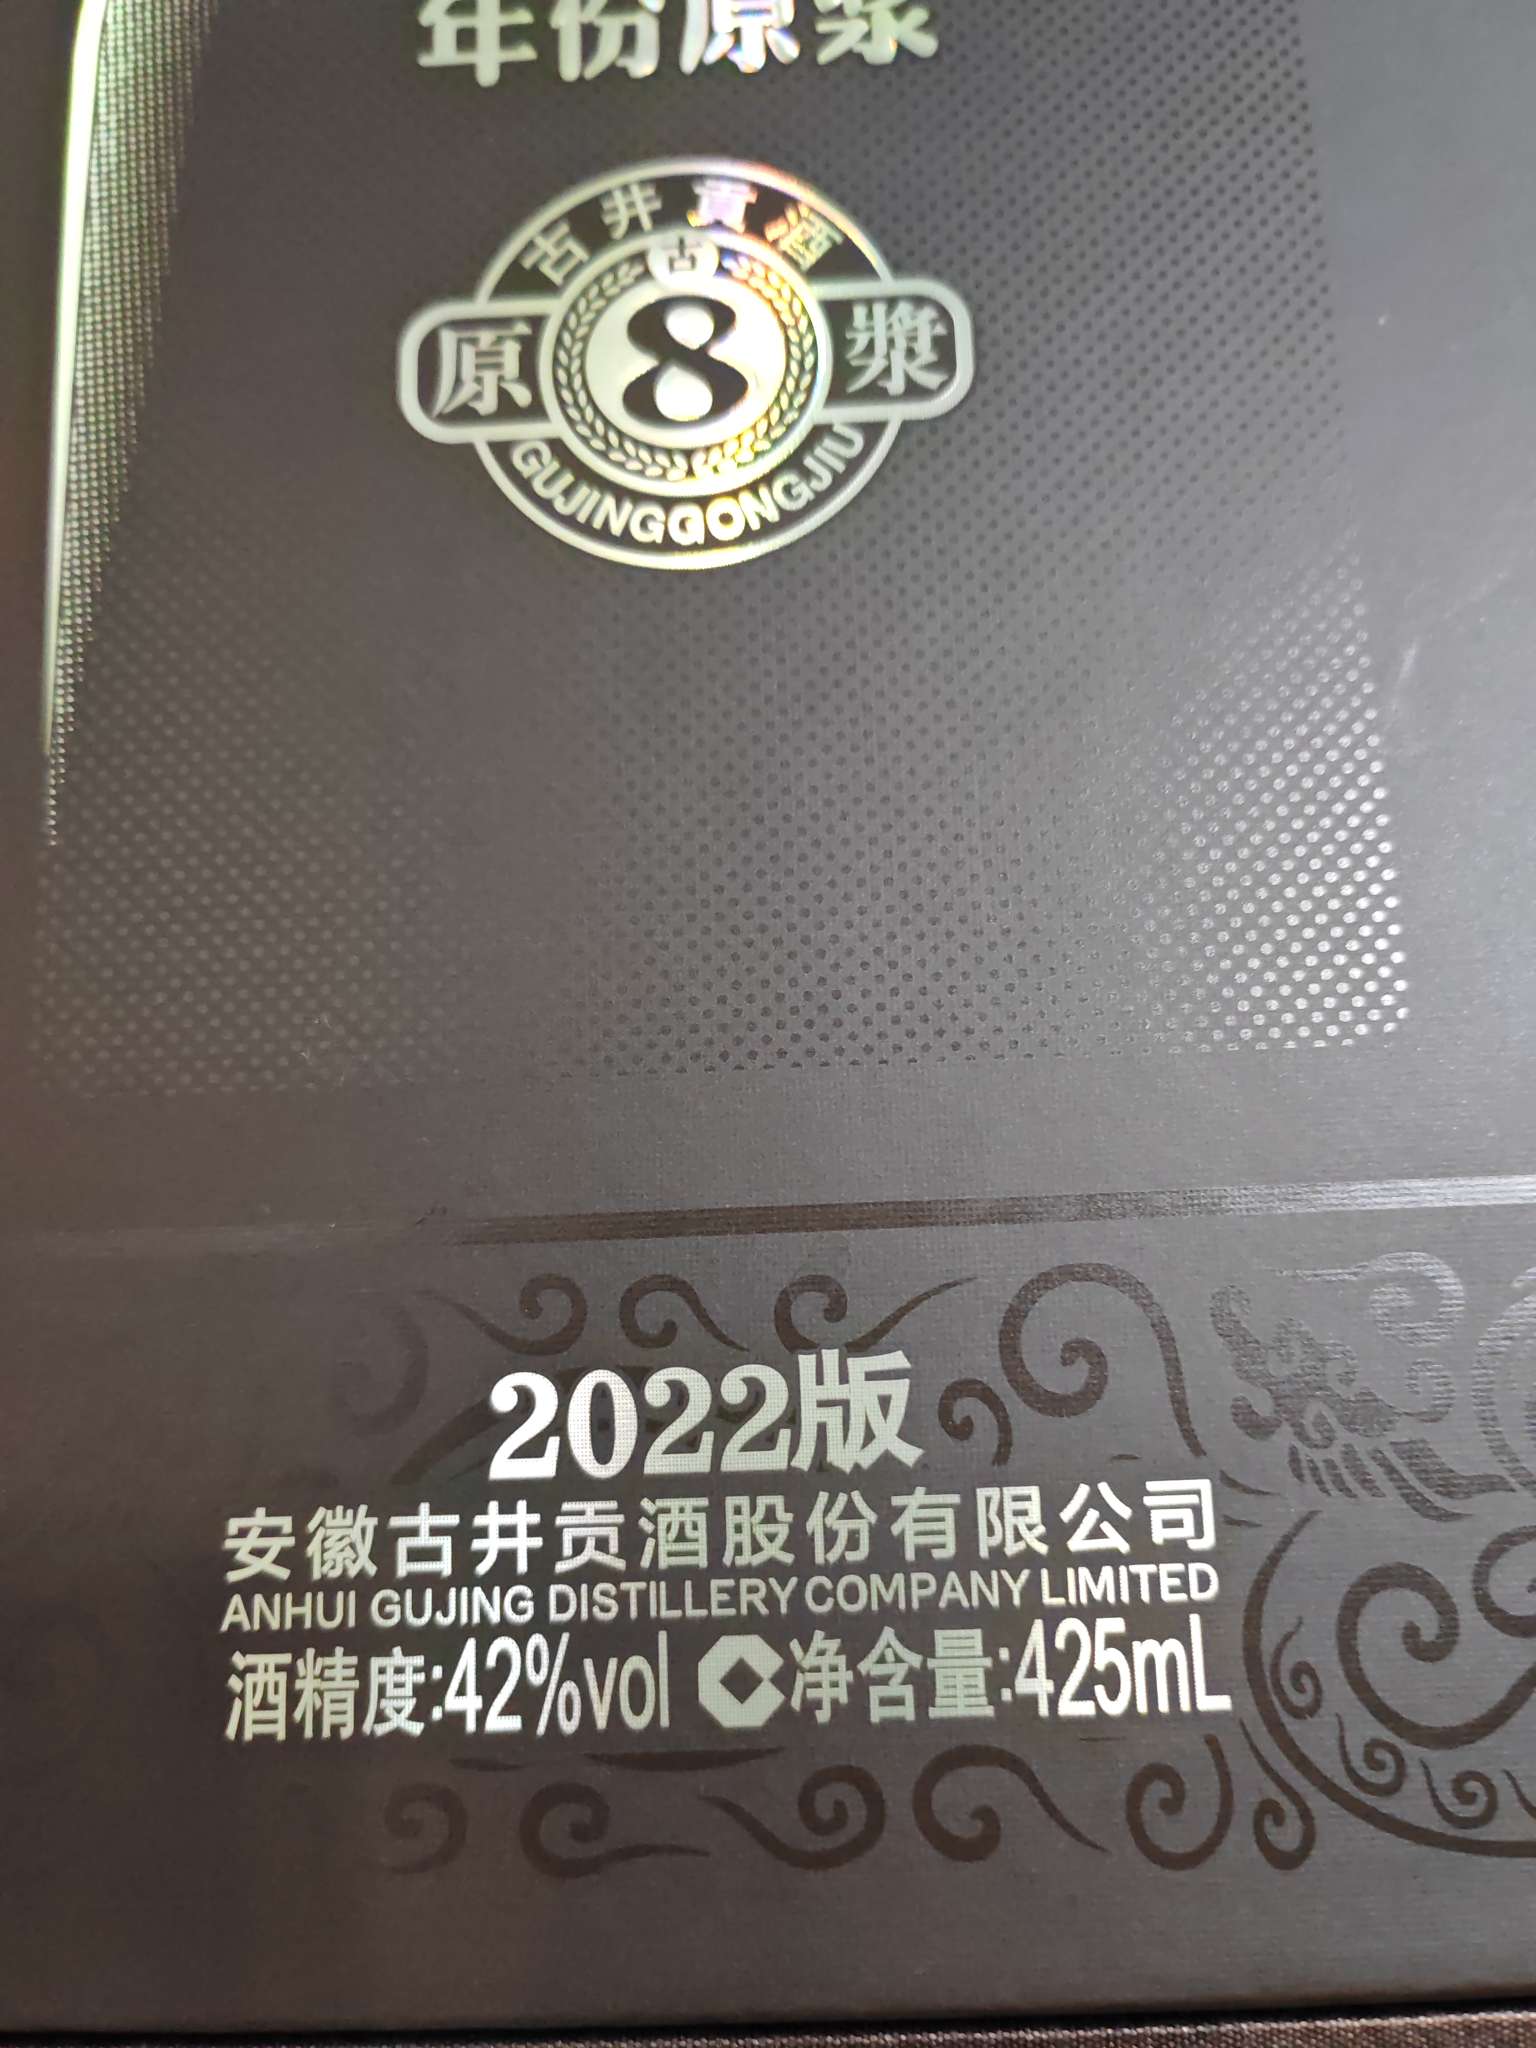 年份原浆
古井贡酒
古
原 8 漿
GUJINGGONGJIU
2022版
安徽古井贡酒股份有限公司
ANHUI GUJING DISTILLERY COMPANY LIMITED
酒精度:42%vol 净含量:425mL